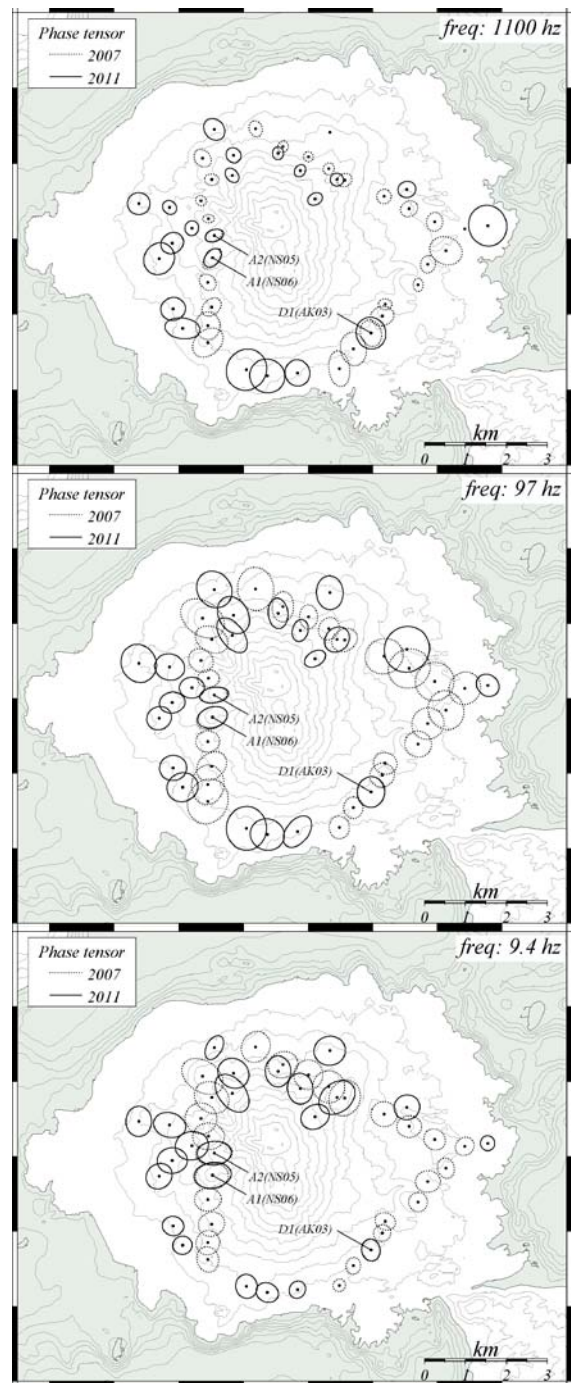 Phase tensor
2007
2011
freq: 1100 hz
A2(NS05)
A1(NS06)
D1(AK03)
km
0 1 2 3
Phase tensor
2007
2011
freq: 97 hz
A2(NS05)
A1(NS06)
D1(AK03)
km
0 1 2 3
Phase tensor
2007
2011
freq: 9.4 hz
A2(NS05)
A1(NS06)
D1(AK03)
km
0 1 2 3